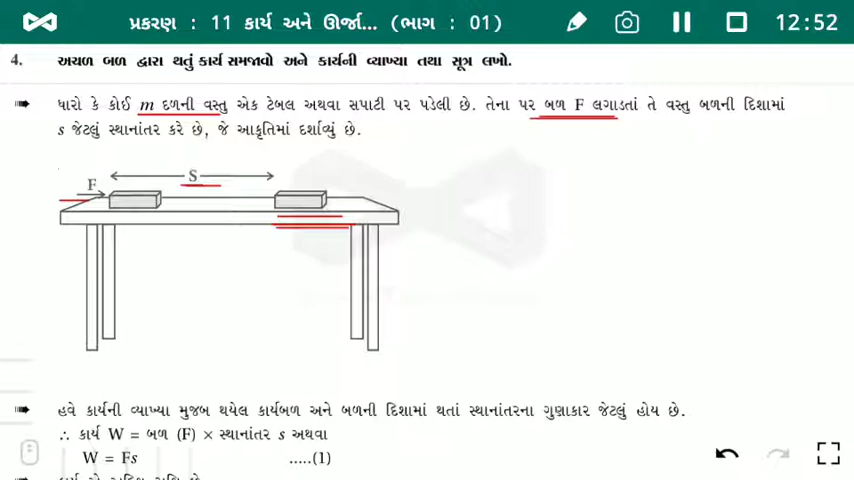 પ્રકરણ : 11 કાર્ય અને ઊર્જા... (ભાગ : 01)
12:52
4. અચળ બળ દ્વારા થતું કાર્ય સમજાવો અને કાર્યની વ્યાખ્યા તથા સૂત્ર લખો.
➠ ધારો કે કોઈ m દળની વસ્તુ એક ટેબલ અથવા સપાટી પર પડેલી છે. તેના પર બળ F લગાડતાં તે વસ્તુ બળની દિશામાં
s જેટલું સ્થાનાંતર કરે છે, જે આકૃતિમાં દર્શાવ્યું છે.
S
F
➠ હવે કાર્યની વ્યાખ્યા મુજબ થયેલ કાર્યબળ અને બળની દિશામાં થતાં સ્થાનાંતરના ગુણાકાર જેટલું હોય છે.
∴ કાર્ય W = બળ (F) × સ્થાનાંતર s અથવા
W = Fs .....(1)